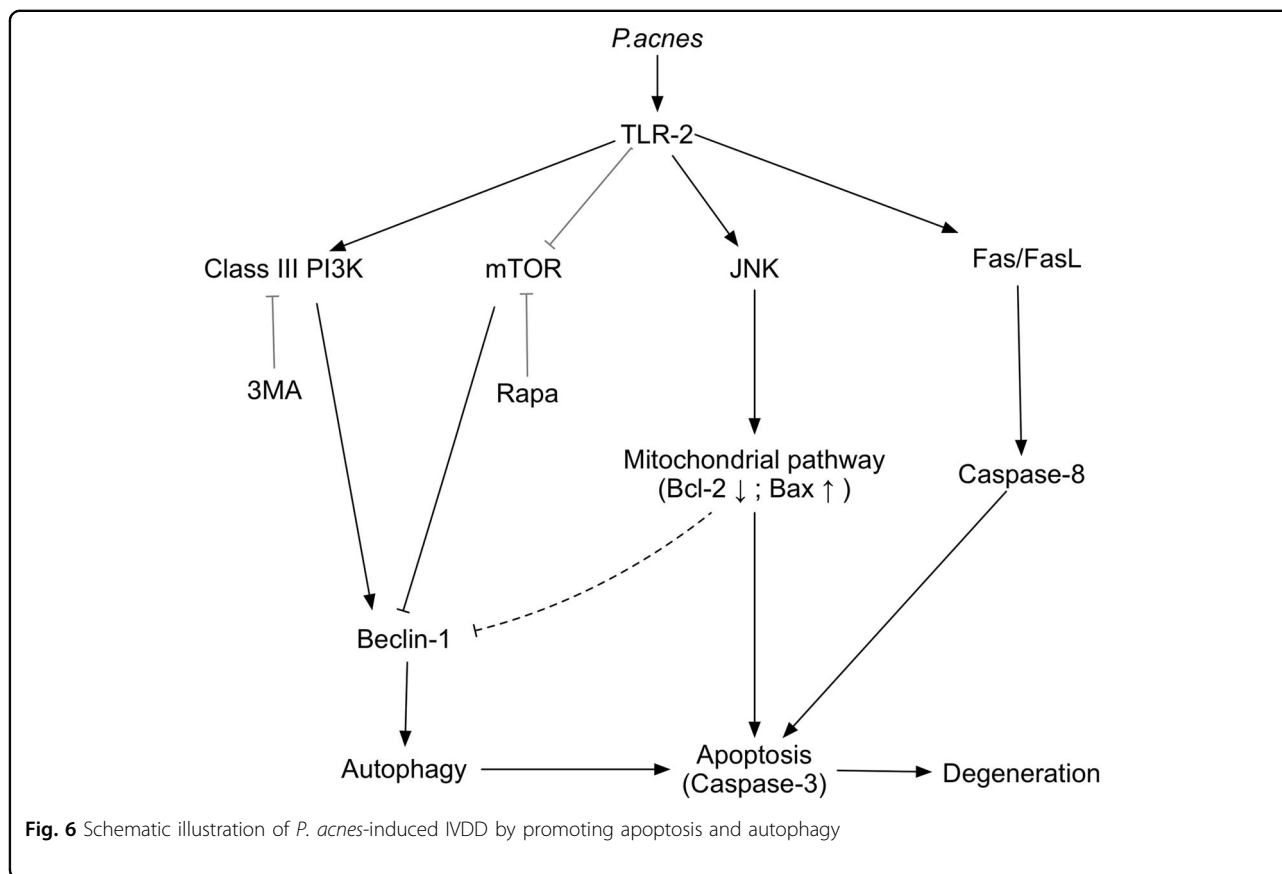 P.acnes
TLR-2
Class III PI3K
mTOR
JNK
Fas/FasL
3MA
Rapa
Mitochondrial pathway
(Bcl-2 ↓ ; Bax ↑ )
Caspase-8
Beclin-1
Autophagy
Apoptosis
(Caspase-3)
Degeneration
Fig. 6 Schematic illustration of P. acnes-induced IVDD by promoting apoptosis and autophagy